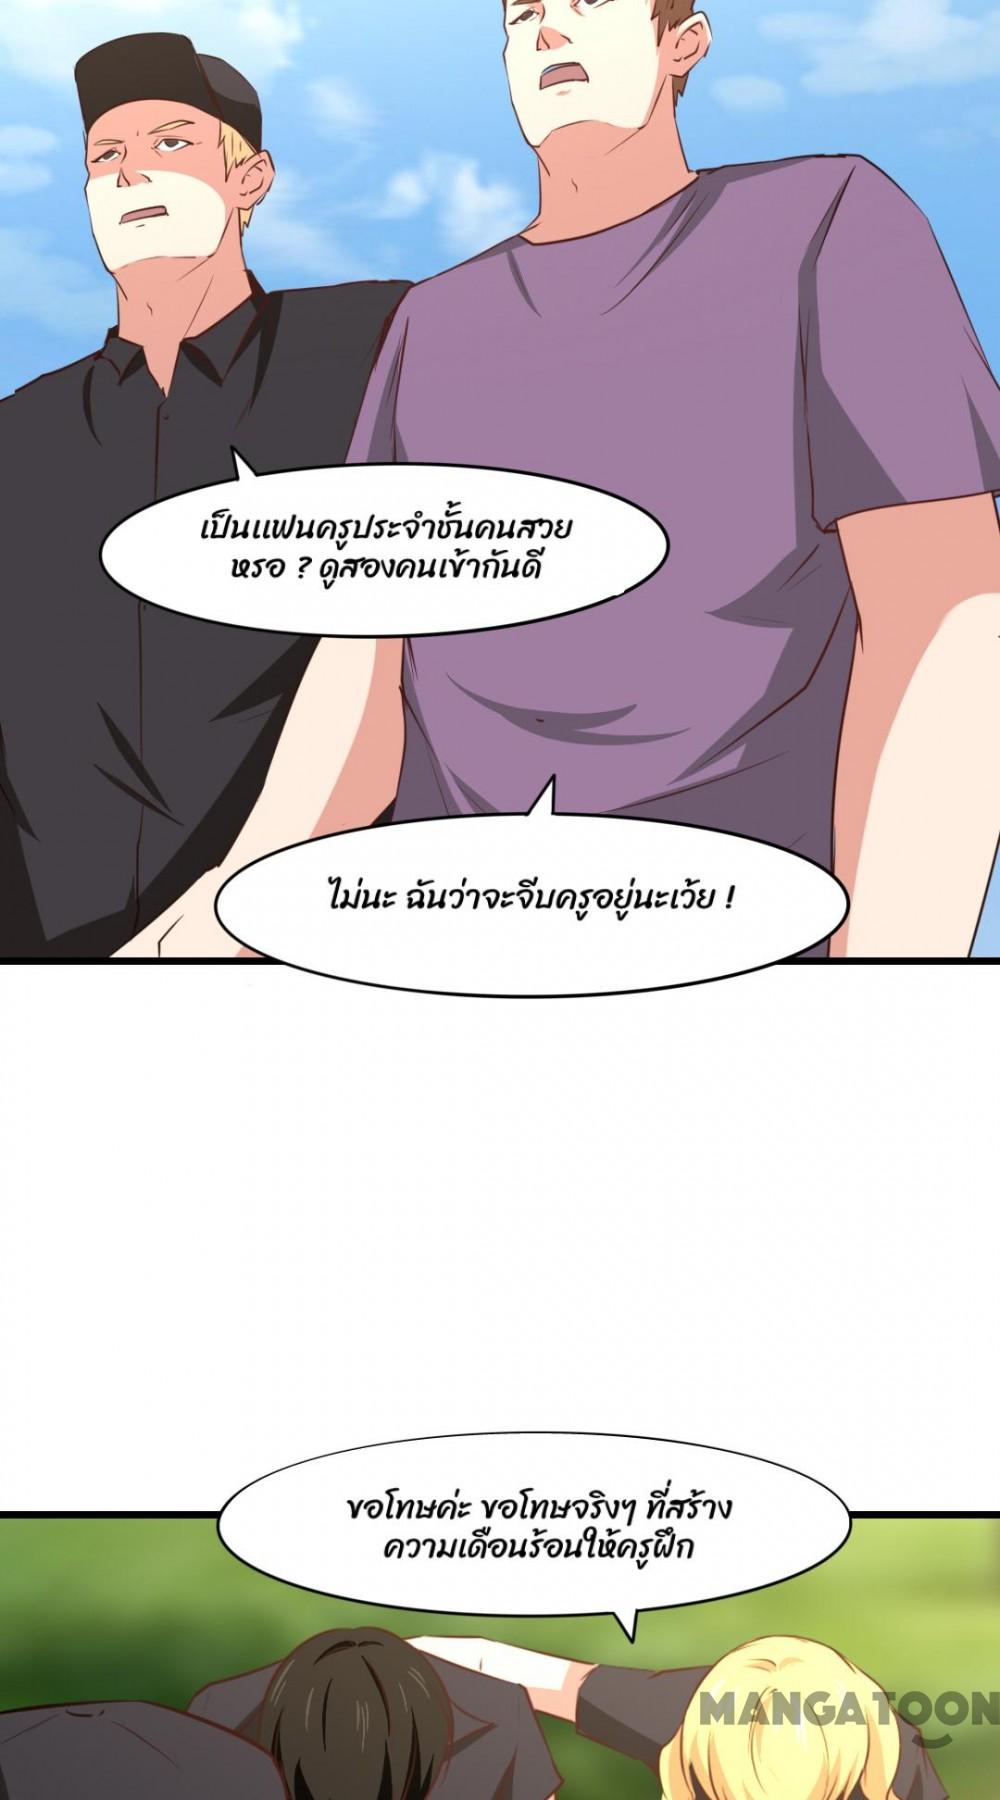 เป็นแฟนครูประจำชั้นคนสวย
หรอ ? ดูสองคนเข้ากันดี
ไม่นะ ฉันว่าจะจีบครูอยู่นะเว้ย !
ขอโทษค่ะ ขอโทษจริงๆ ที่สร้าง
ความเดือนร้อนให้ครูฝึก
MANGATOON